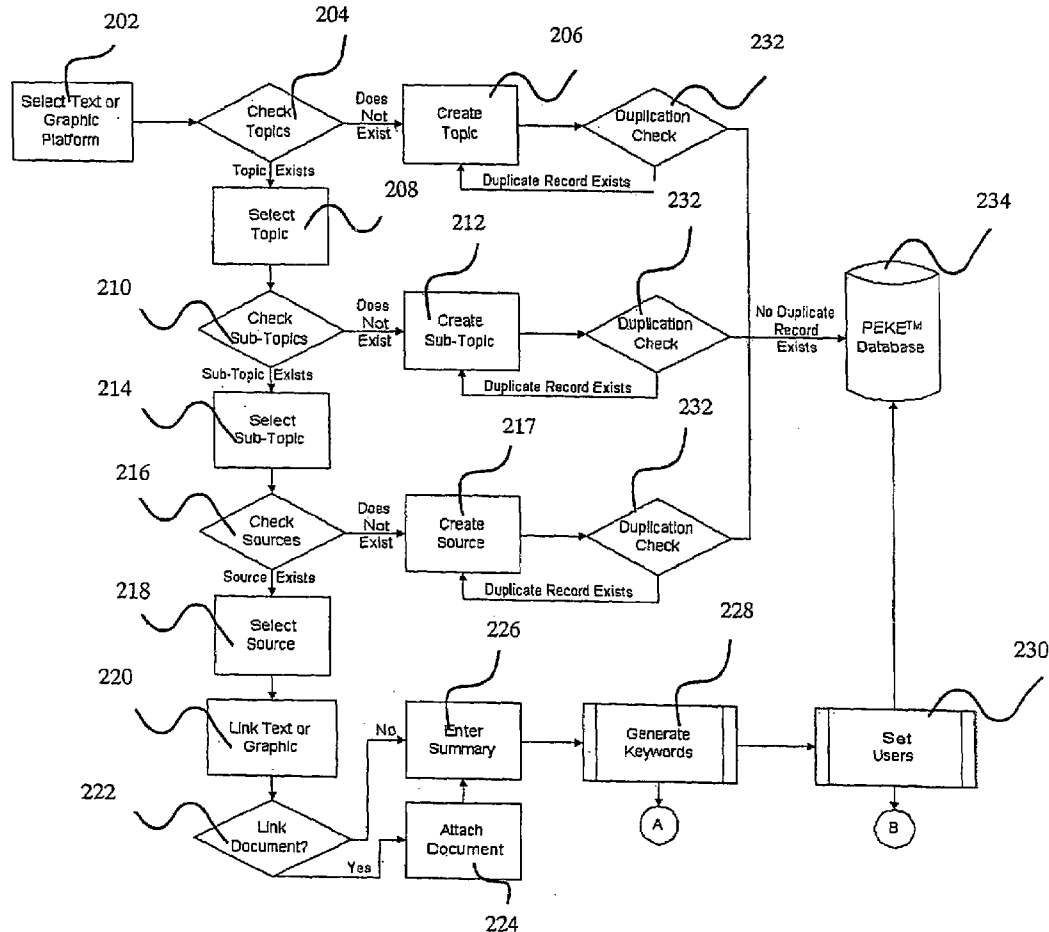 202
204
206
232
Select Text or
Graphic
Platform
Check
Topics
Does
Not
Exist
Create
Topic
Duplication
Check
Topic Exists
Duplicate Record Exists
208
Select
Topic
212
232
234
210
Check
Sub-Topics
Does
Not
Exist
Create
Sub-Topic
Duplication
Check
No Duplicate
Record
Exists
PEKE™
Database
Sub-Topic Exists
Duplicate Record Exists
214
Select
Sub-Topic
217
232
216
Check
Sources
Does
Not
Exist
Create
Source
Duplication
Check
Source Exists
Duplicate Record Exists
218
Select
Source
226
228
230
220
Link Text or
Graphic
No
Enter
Summary
Generate
Keywords
Set
Users
222
Link
Document?
Yes
Attach
Document
A
B
224